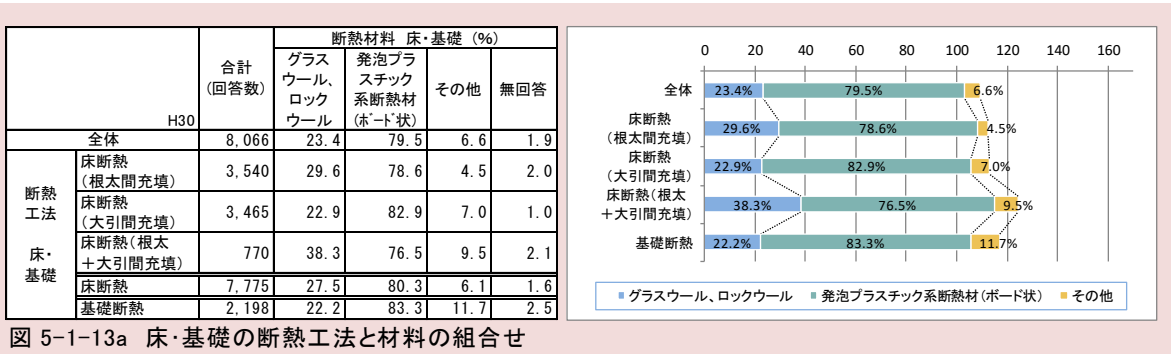 断熱材料 床・基礎 (%)
H30 合計(回答数) グラスウール、ロックウール 発泡プラスチック系断熱材(ボード状) その他 無回答
全体 8,066 23.4 79.5 6.6 1.9
断熱工法 床・基礎
床断熱(根太間充填) 3,540 29.6 78.6 4.5 2.0
床断熱(大引間充填) 3,465 22.9 82.9 7.0 1.0
床断熱(根太+大引間充填) 770 38.3 76.5 9.5 2.1
床断熱 7,775 27.5 80.3 6.1 1.6
基礎断熱 2,198 22.2 83.3 11.7 2.5
0 20 40 60 80 100 120 140 160
全体 23.4% 79.5% 6.6%
床断熱(根太間充填) 29.6% 78.6% 4.5%
床断熱(大引間充填) 22.9% 82.9% 7.0%
床断熱(根太+大引間充填) 38.3% 76.5% 9.5%
基礎断熱 22.2% 83.3% 11.7%
グラスウール、ロックウール 発泡プラスチック系断熱材(ボード状) その他
図 5-1-13a 床・基礎の断熱工法と材料の組合せ